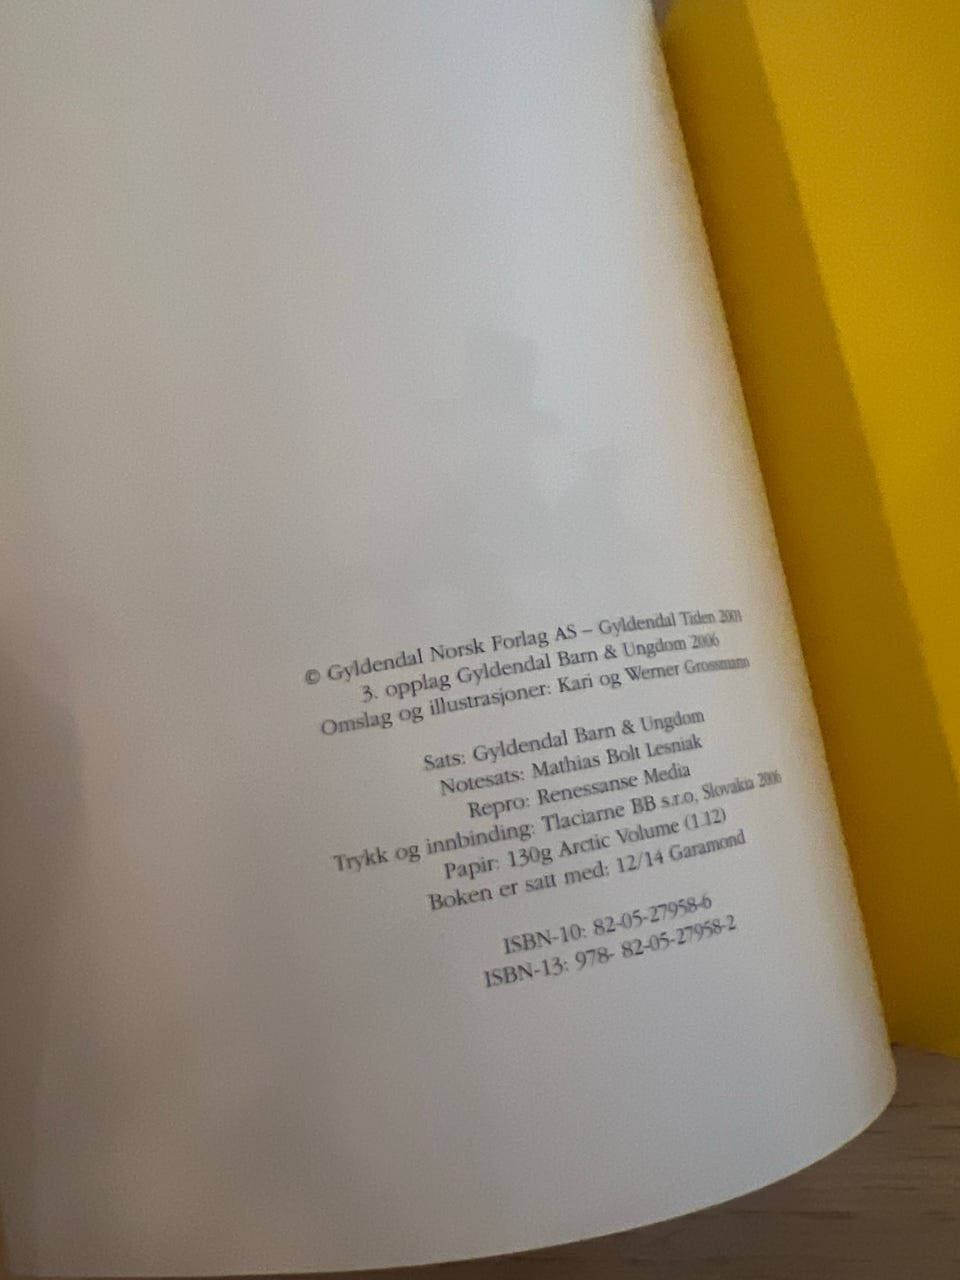 © Gyldendal Norsk Forlag AS – Gyldendal Tiden 2001
3. opplag Gyldendal Barn & Ungdom 2006
Omslag og illustrasjoner: Kari og Werner Grossmann
Sats: Gyldendal Barn & Ungdom
Notesats: Mathias Bolt Lesniak
Repro: Renessanse Media
Trykk og innbinding: Tlaciarne BB s.r.o, Slovakia 2006
Papir: 130g Arctic Volume (1.12)
Boken er satt med: 12/14 Garamond
ISBN-10: 82-05-27958-6
ISBN-13: 978- 82-05-27958-2